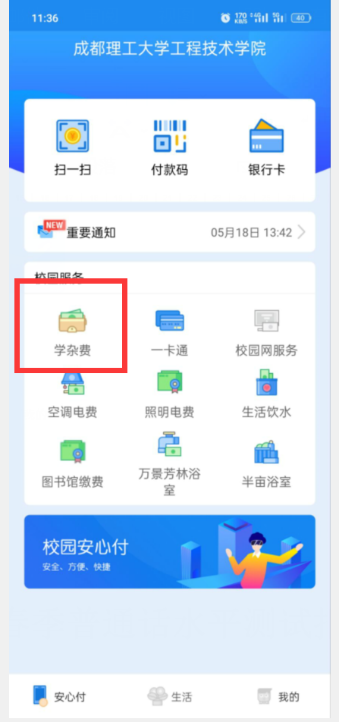 11:36
170 KB/s 40
成都理工大学工程技术学院
扫一扫 付款码 银行卡
NEW 重要通知 05月18日 13:42
校园服务
学杂费 一卡通 校园网服务
空调电费 照明电费 生活饮水
图书馆缴费 万景芳林浴室 半亩浴室
校园安心付
安全、方便、快捷
安心付 生活 我的